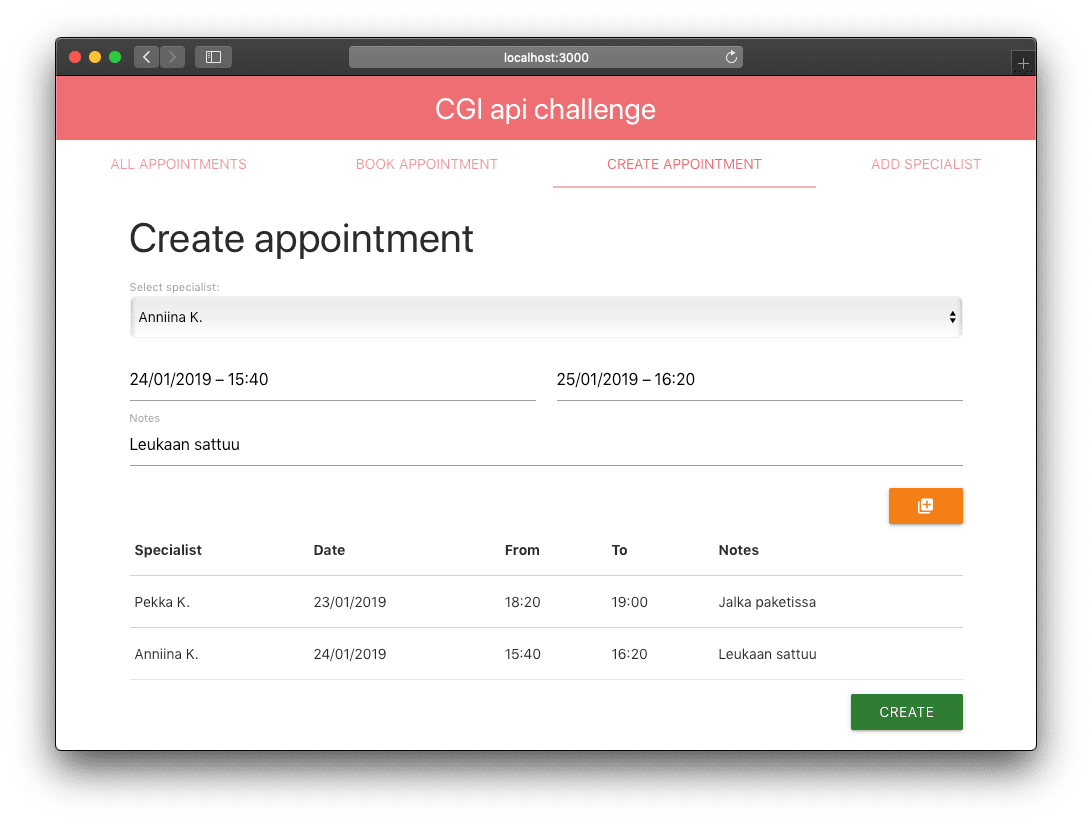 localhost:3000
CGI api challenge
ALL APPOINTMENTS BOOK APPOINTMENT CREATE APPOINTMENT ADD SPECIALIST
Create appointment
Select specialist:
Anniina K.
24/01/2019 – 15:40 25/01/2019 – 16:20
Notes
Leukaan sattuu
Specialist Date From To Notes
Pekka K. 23/01/2019 18:20 19:00 Jalka paketissa
Anniina K. 24/01/2019 15:40 16:20 Leukaan sattuu
CREATE